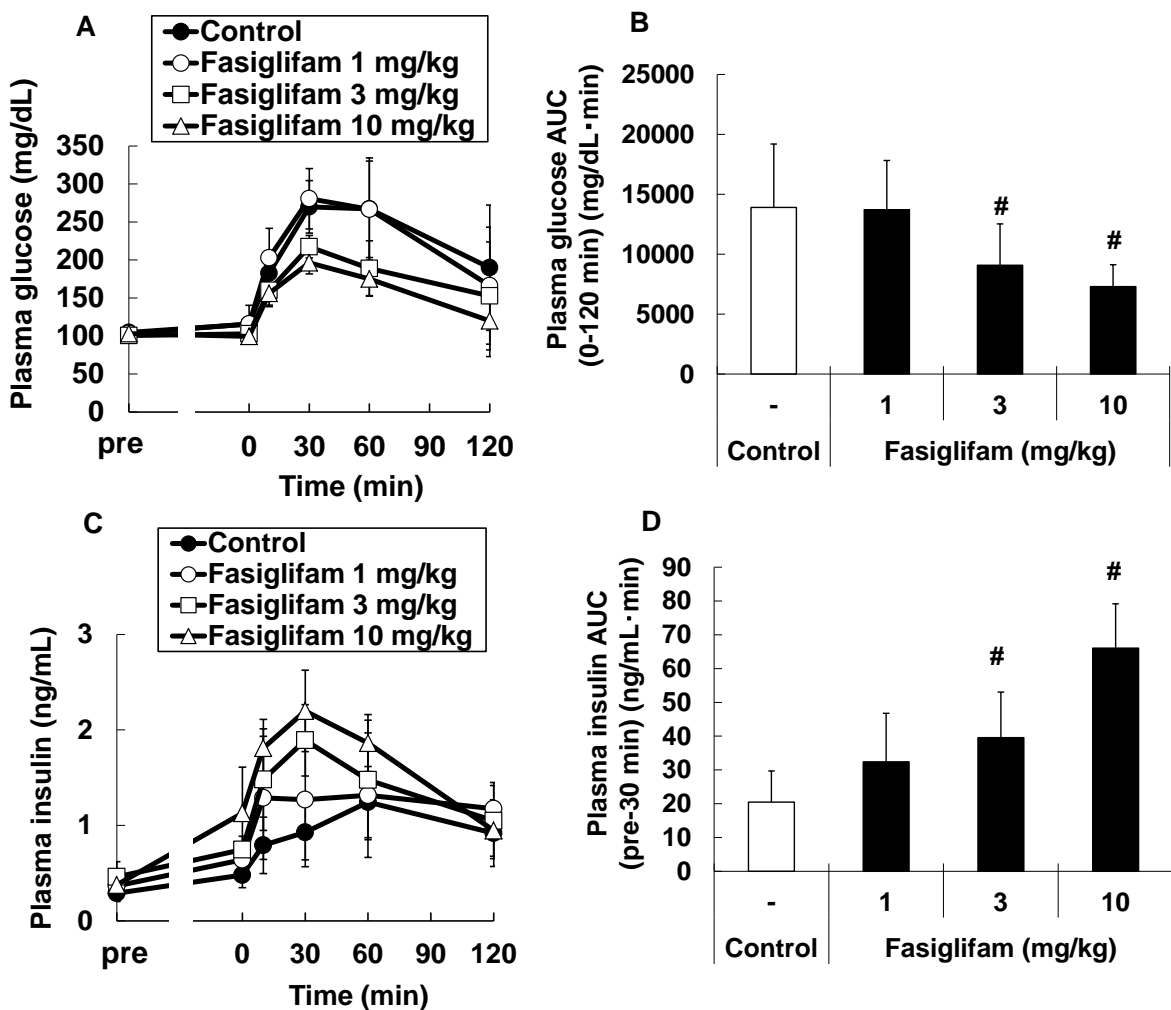 A
Control
Fasiglifam 1 mg/kg
Fasiglifam 3 mg/kg
Fasiglifam 10 mg/kg
Plasma glucose (mg/dL)
350
300
250
200
150
100
50
0
pre
0 30 60 90 120
Time (min)
B
Plasma glucose AUC
(0-120 min) (mg/dL·min)
25000
20000
15000
10000
5000
0
#
#
- 1 3 10
Control Fasiglifam (mg/kg)
C
Control
Fasiglifam 1 mg/kg
Fasiglifam 3 mg/kg
Fasiglifam 10 mg/kg
Plasma insulin (ng/mL)
3
2
1
0
pre
0 30 60 90 120
Time (min)
D
Plasma insulin AUC
(pre-30 min) (ng/mL·min)
90
80
70
60
50
40
30
20
10
0
#
#
- 1 3 10
Control Fasiglifam (mg/kg)